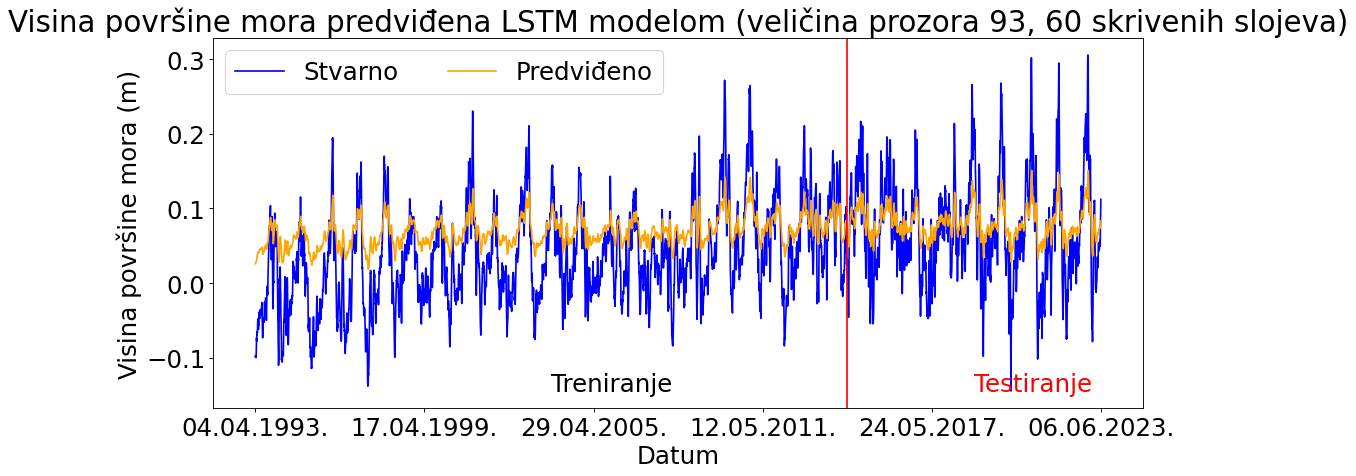 Visina površine mora predviđena LSTM modelom (veličina prozora 93, 60 skrivenih slojeva)
Stvarno
Predviđeno
Visina površine mora (m)
0.3
0.2
0.1
0.0
−0.1
Treniranje
Testiranje
04.04.1993.
17.04.1999.
29.04.2005.
12.05.2011.
24.05.2017.
06.06.2023.
Datum